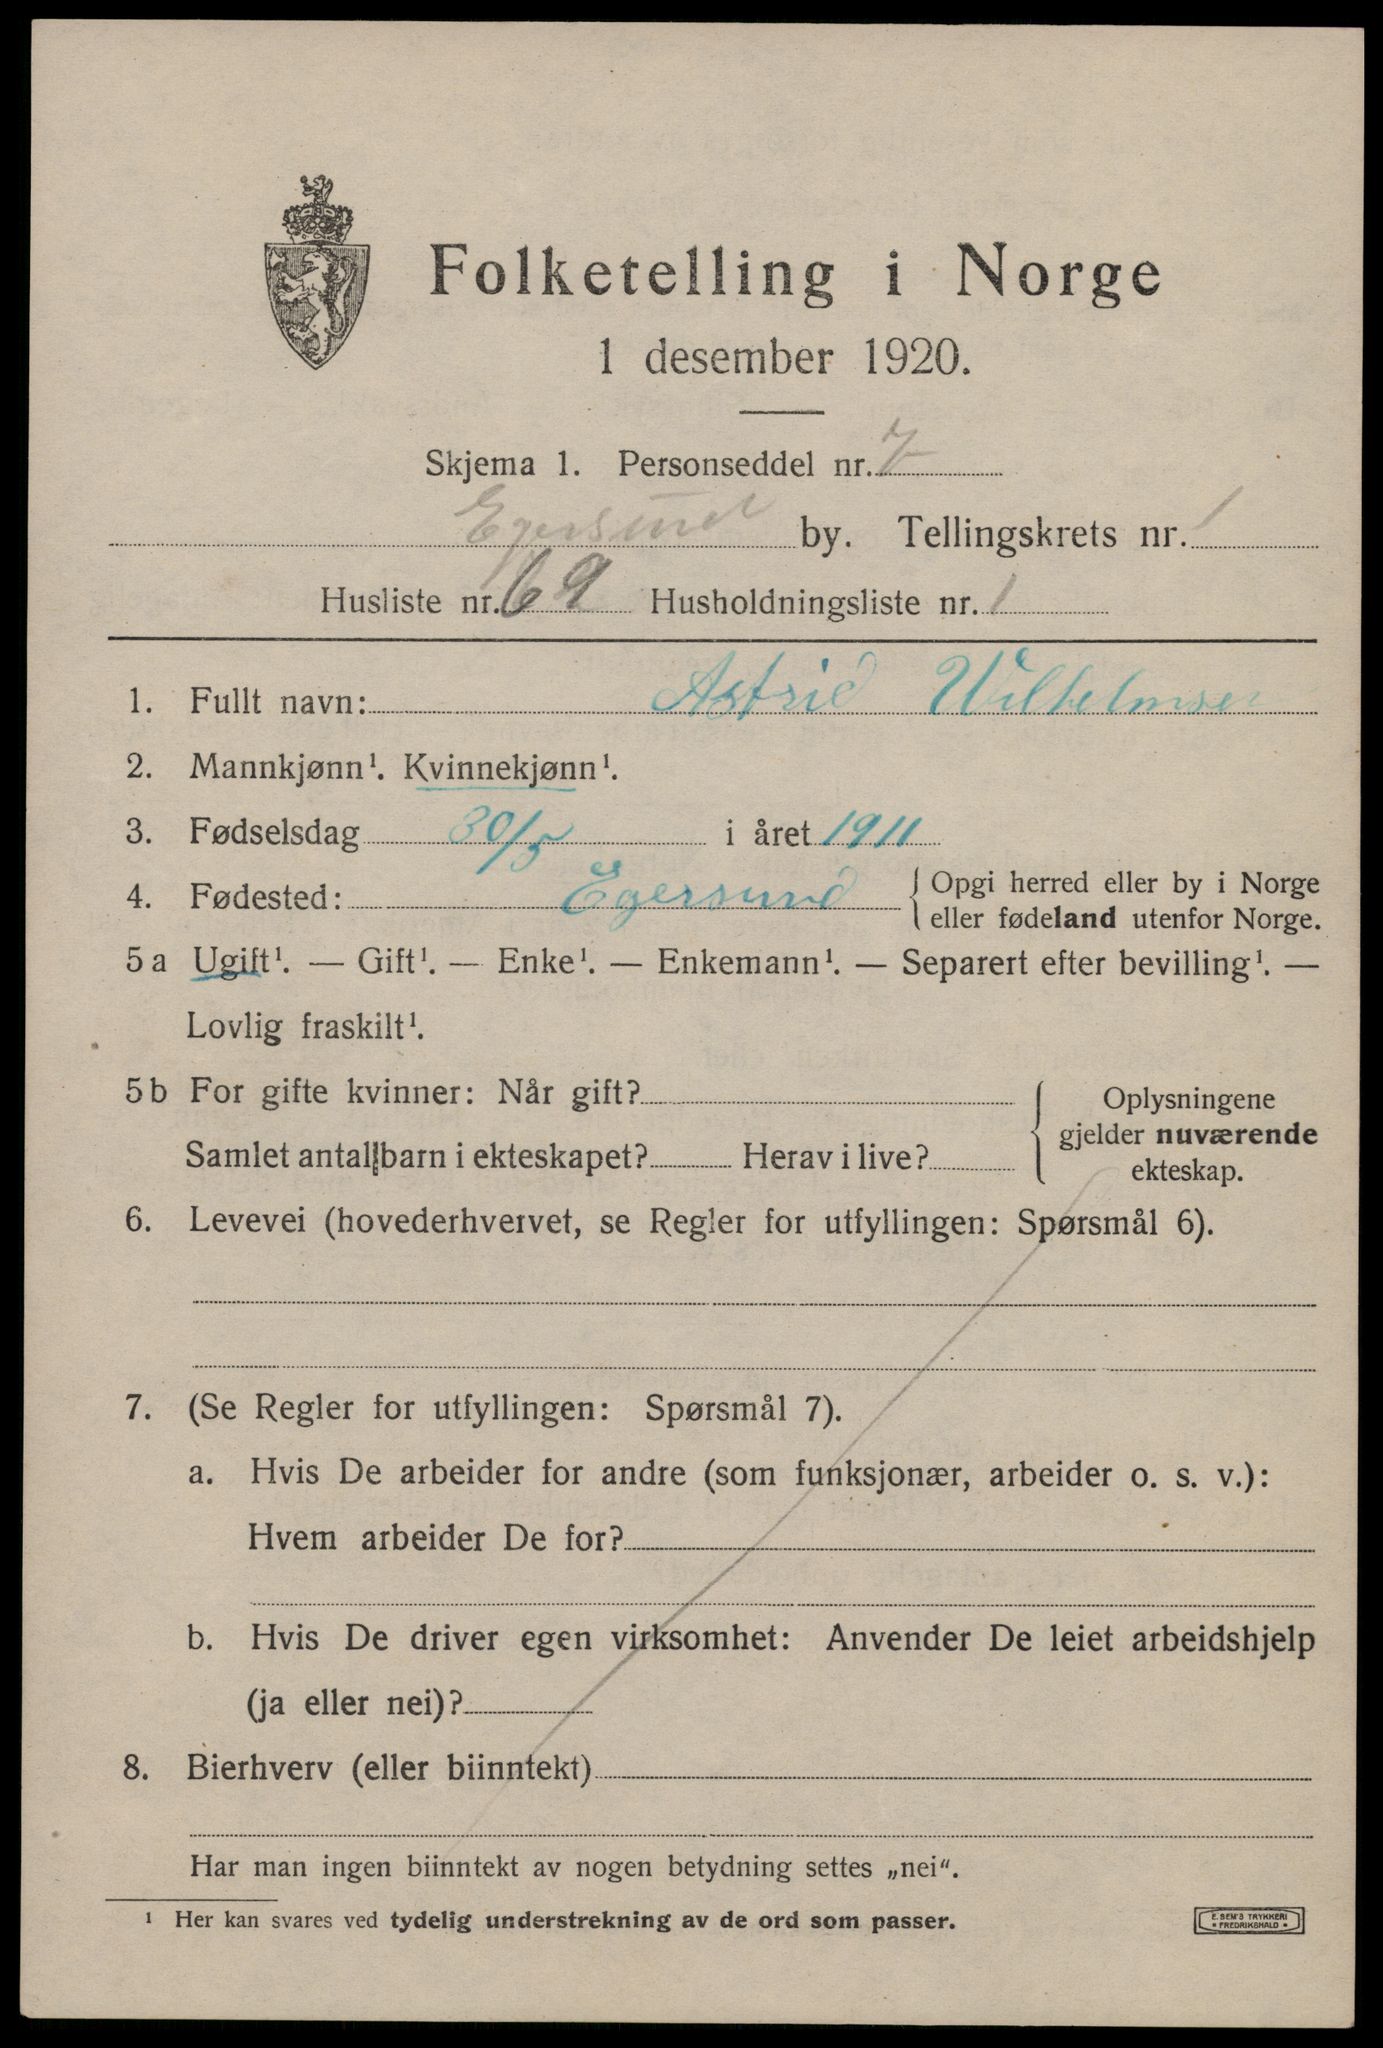 Folketelling i Norge
1 desember 1920.
Skjema 1. Personseddel nr. 7
Egersund by. Tellingskrets nr. 1
Husliste nr. 69 Husholdningsliste nr. 1
1. Fullt navn: Astrid Wilhelmsen
2. Mannkjønn¹. Kvinnekjønn¹.
3. Fødselsdag 30/5 i året 1911
4. Fødested: Egersund { Opgi herred eller by i Norge
eller fødeland utenfor Norge.
5a Ugift¹. — Gift¹. — Enke¹. — Enkemann¹. — Separert efter bevilling¹. —
Lovlig fraskilt¹.
5b For gifte kvinner: Når gift?
Samlet antall barn i ekteskapet? Herav i live?
Oplysningene
gjelder nuværende
ekteskap.
6. Levevei (hovederhvervet, se Regler for utfyllingen: Spørsmål 6).
7. (Se Regler for utfyllingen: Spørsmål 7).
a. Hvis De arbeider for andre (som funksjonær, arbeider o. s. v.):
Hvem arbeider De for?
b. Hvis De driver egen virksomhet: Anvender De leiet arbeidshjelp
(ja eller nei)?
8. Bierhverv (eller biinntekt)
Har man ingen biinntekt av nogen betydning settes „nei“.
¹ Her kan svares ved tydelig understrekning av de ord som passer.
E. SEM'S TRYKKERI
• FREDRIKSHALD •